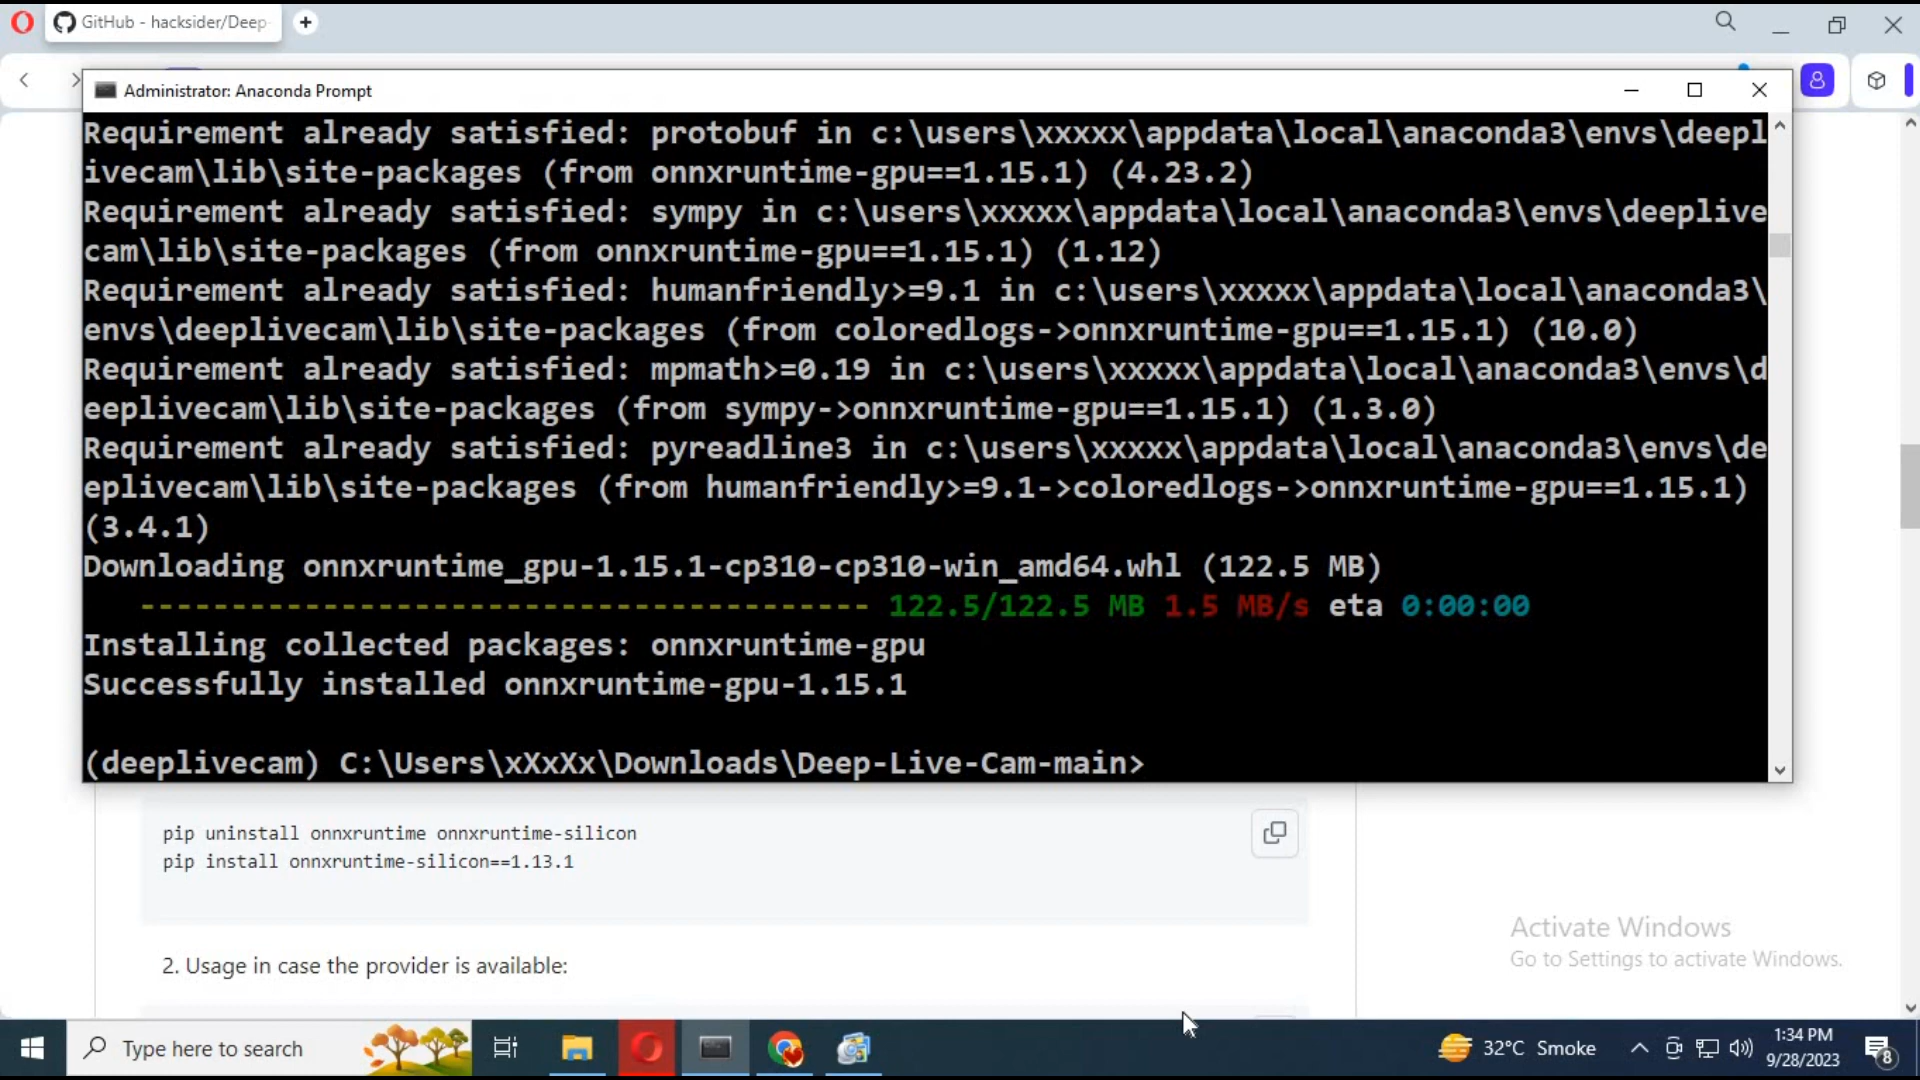 GitHub - hacksider/Deep-
Administrator: Anaconda Prompt
Requirement already satisfied: protobuf in c:\users\xxxxx\appdata\local\anaconda3\envs\deepl
ivecam\lib\site-packages (from onnxruntime-gpu==1.15.1) (4.23.2)
Requirement already satisfied: sympy in c:\users\xxxxx\appdata\local\anaconda3\envs\deeplive
cam\lib\site-packages (from onnxruntime-gpu==1.15.1) (1.12)
Requirement already satisfied: humanfriendly>=9.1 in c:\users\xxxxx\appdata\local\anaconda3\
envs\deeplivecam\lib\site-packages (from coloredlogs->onnxruntime-gpu==1.15.1) (10.0)
Requirement already satisfied: mpmath>=0.19 in c:\users\xxxxx\appdata\local\anaconda3\envs\d
eeplivecam\lib\site-packages (from sympy->onnxruntime-gpu==1.15.1) (1.3.0)
Requirement already satisfied: pyreadline3 in c:\users\xxxxx\appdata\local\anaconda3\envs\de
eplivecam\lib\site-packages (from humanfriendly>=9.1->coloredlogs->onnxruntime-gpu==1.15.1)
(3.4.1)
Downloading onnxruntime_gpu-1.15.1-cp310-cp310-win_amd64.whl (122.5 MB)
---------------------------------------- 122.5/122.5 MB 1.5 MB/s eta 0:00:00
Installing collected packages: onnxruntime-gpu
Successfully installed onnxruntime-gpu-1.15.1
(deeplivecam) C:\Users\xXxXx\Downloads\Deep-Live-Cam-main>
pip uninstall onnxruntime onnxruntime-silicon
pip install onnxruntime-silicon==1.13.1
2. Usage in case the provider is available:
Activate Windows
Go to Settings to activate Windows.
Type here to search
32°C Smoke
1:34 PM
9/28/2023
8